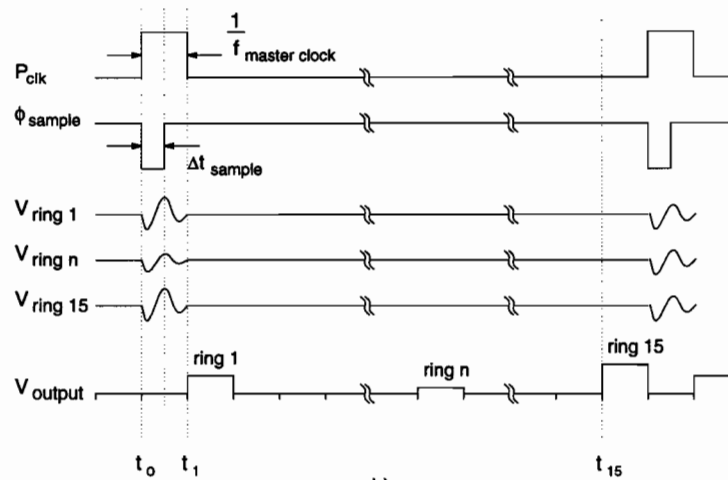 1
f master clock
P clk
ϕ sample
Δt sample
V ring 1
V ring n
V ring 15
ring 1
ring n
ring 15
V output
t o
t 1
t 15